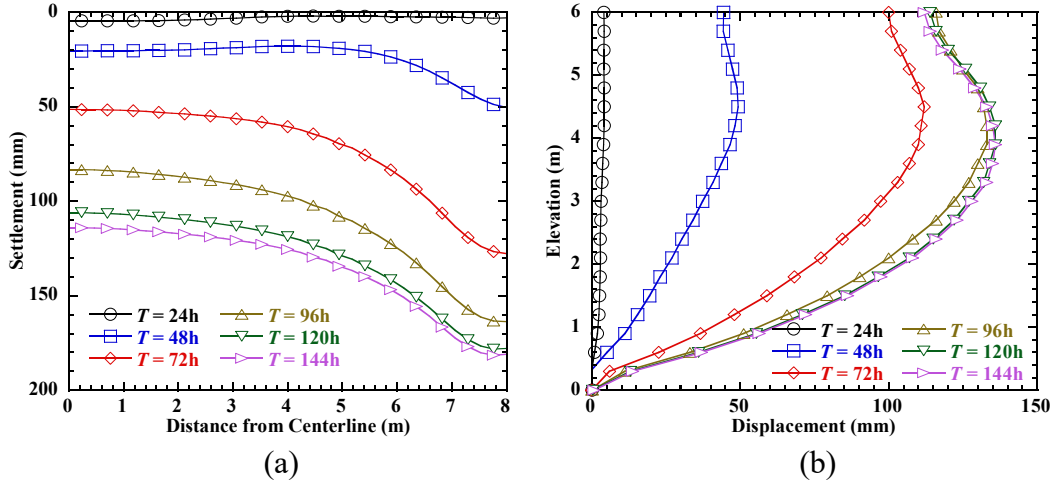 0
50
100
150
200
Settlement (mm)
T = 24h
T = 48h
T = 72h
T = 96h
T = 120h
T = 144h
0 1 2 3 4 5 6 7 8
Distance from Centerline (m)
(a)
6
5
4
3
2
1
0
Elevation (m)
T = 24h
T = 48h
T = 72h
T = 96h
T = 120h
T = 144h
0 50 100 150
Displacement (mm)
(b)